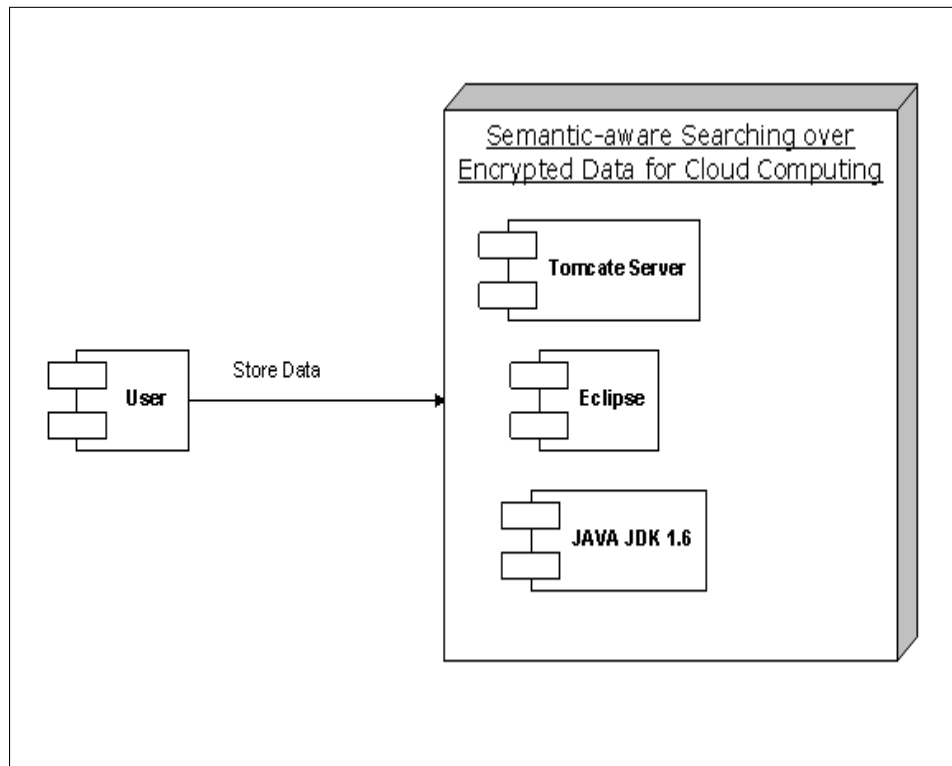 Semantic-aware Searching over
Encrypted Data for Cloud Computing
Tomcate Server
Store Data
User
Eclipse
JAVA JDK 1.6